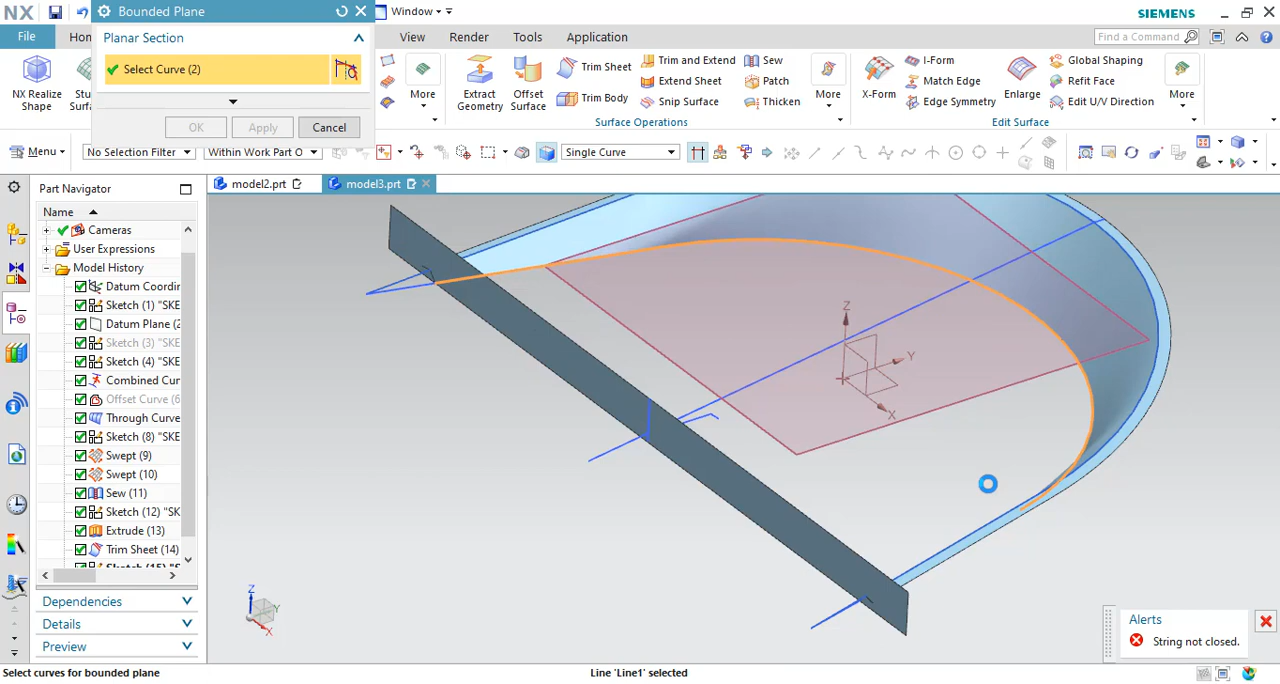 NX
Bounded Plane
Window
SIEMENS
File
Hom
View
Render
Tools
Application
Find a Command
Planar Section
Select Curve (2)
OK
Apply
Cancel
NX Realize
Shape
Stu
Surfa
More
Extract
Geometry
Offset
Surface
Trim Sheet
Trim Body
Trim and Extend
Extend Sheet
Snip Surface
Sew
Patch
Thicken
More
X-Form
I-Form
Match Edge
Edge Symmetry
Enlarge
Global Shaping
Refit Face
Edit U/V Direction
More
Surface Operations
Edit Surface
Menu
No Selection Filter
Within Work Part O
Single Curve
Part Navigator
model2.prt
model3.prt
Name
Cameras
User Expressions
Model History
Datum Coordin
Sketch (1) "SKE
Datum Plane (2
Sketch (3) "SKE
Sketch (4) "SKE
Combined Cur
Offset Curve (6
Through Curve
Sketch (8) "SKE
Swept (9)
Swept (10)
Sew (11)
Sketch (12) "SK
Extrude (13)
Trim Sheet (14)
Sketch (15) "SK
Z
Y
X
Z
Y
X
Dependencies
Details
Preview
Alerts
String not closed.
Select curves for bounded plane
Line 'Line1' selected